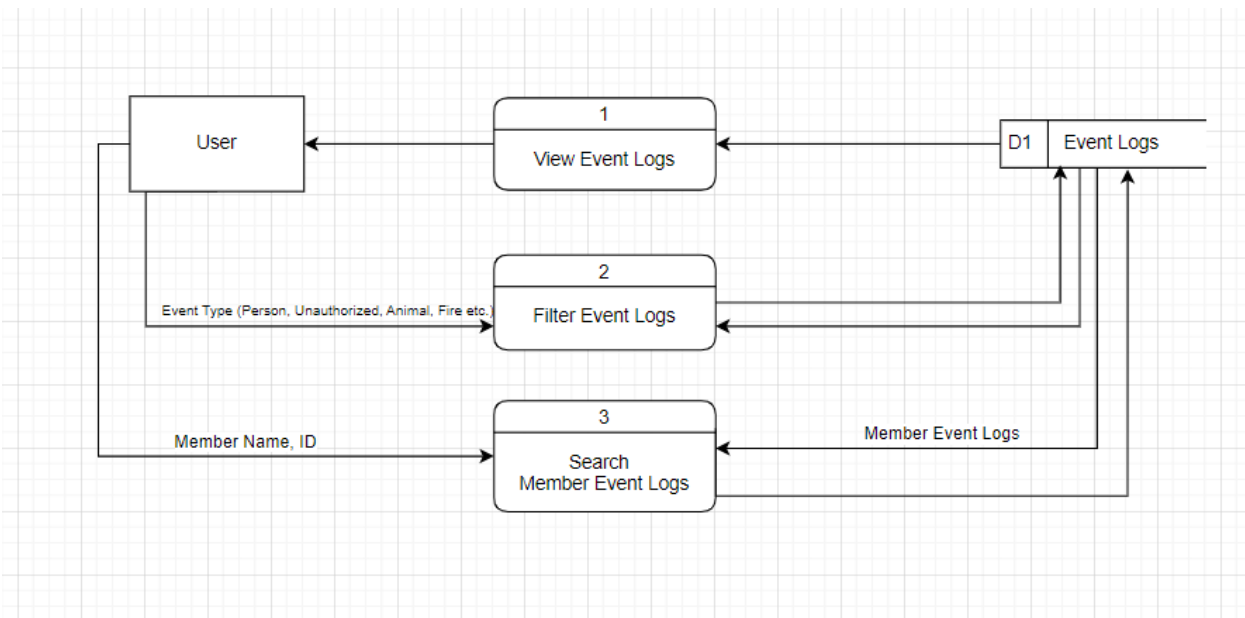 1
User
View Event Logs
D1
Event Logs
2
Event Type (Person, Unauthorized, Animal, Fire etc.)
Filter Event Logs
3
Member Name, ID
Search
Member Event Logs
Member Event Logs